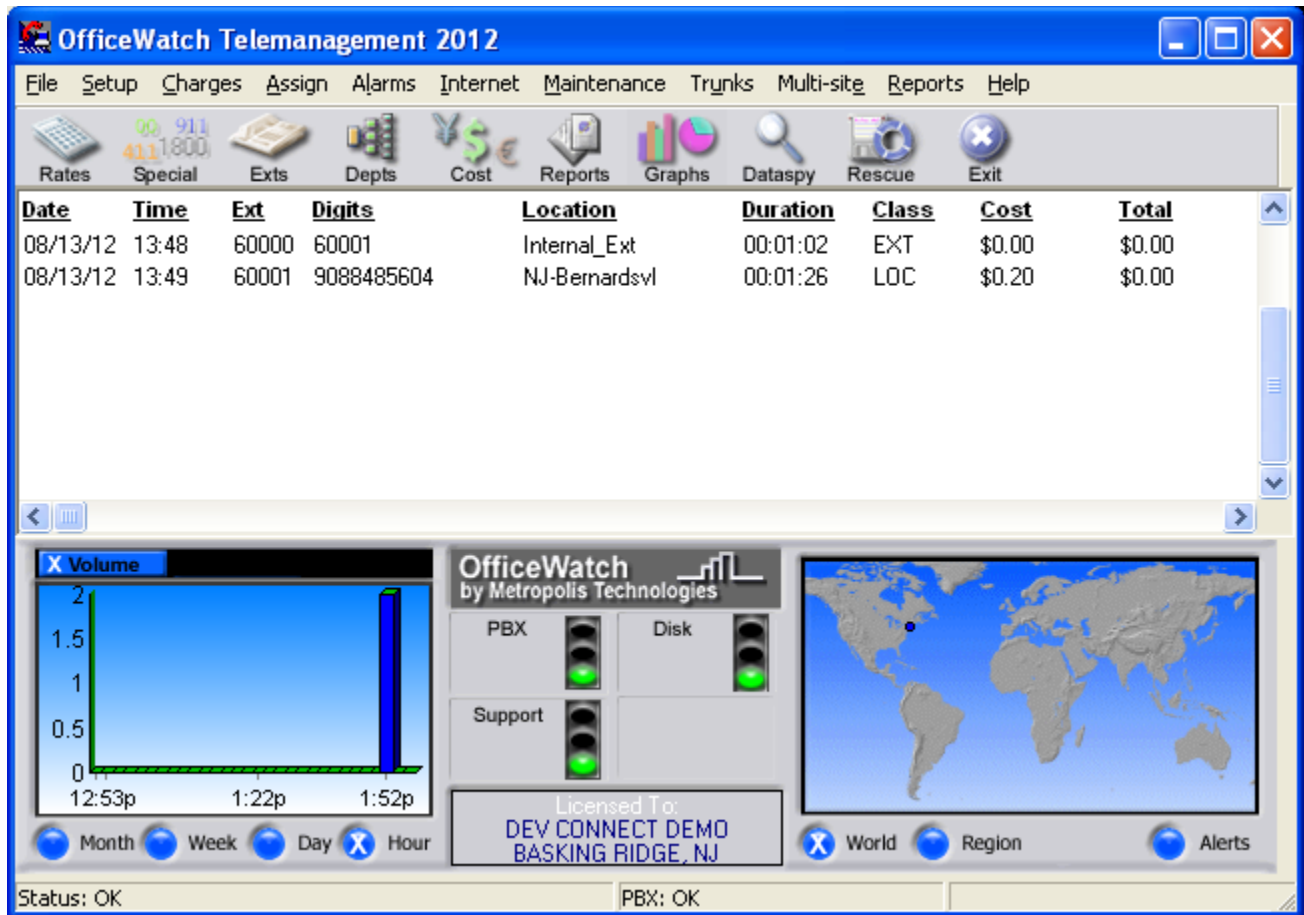 OfficeWatch Telemanagement 2012
File Setup Charges Assign Alarms Internet Maintenance Trunks Multi-site Reports Help
99 911
411 1,800,
¥ $ €
Rates Special Exts Depts Cost Reports Graphs Dataspy Rescue Exit
Date Time Ext Digits Location Duration Class Cost Total
08/13/12 13:48 60000 60001 Internal_Ext 00:01:02 EXT $0.00 $0.00
08/13/12 13:49 60001 9088485604 NJ-Bernardsvl 00:01:26 LOC $0.20 $0.00
X Volume
2
1.5
1
0.5
0
12:53p 1:22p 1:52p
Month Week Day X Hour
OfficeWatch
by Metropolis Technologies
PBX Disk
Support
Licensed To:
DEV CONNECT DEMO
BASKING RIDGE, NJ
X World Region Alerts
Status: OK PBX: OK